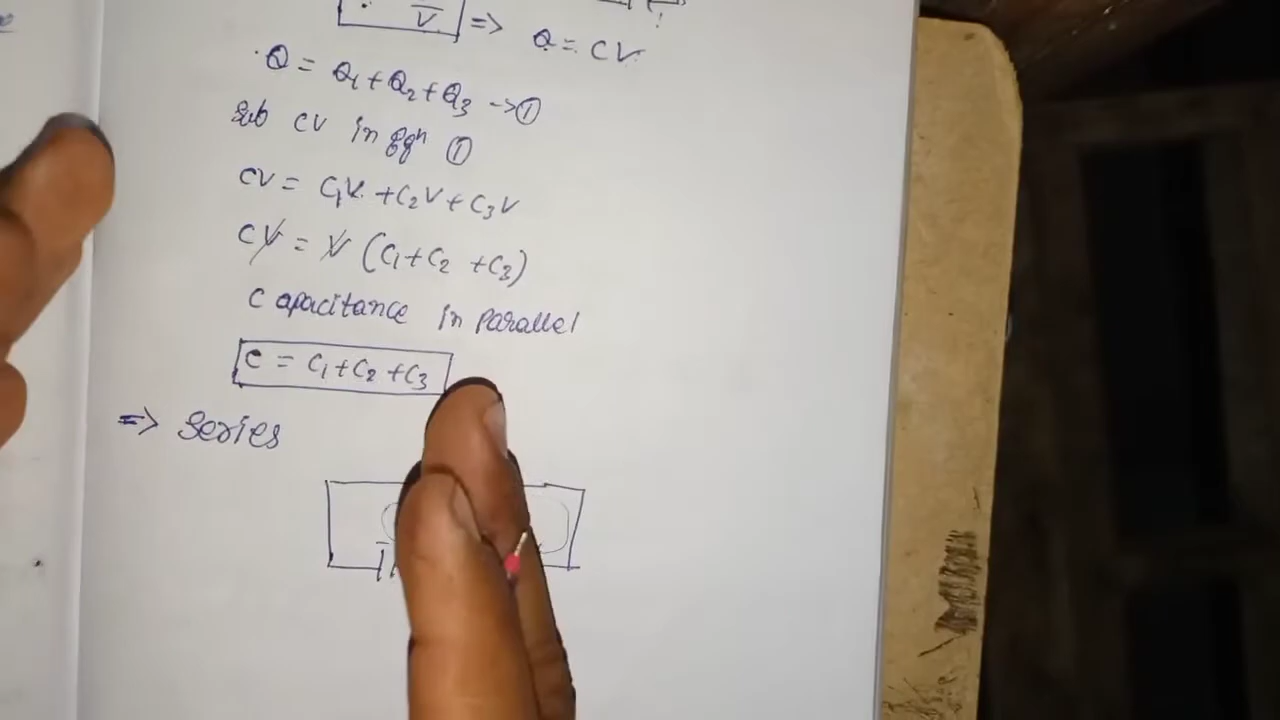 V => Q = CV
Q = Q₁ + Q₂ + Q₃ -> ①
Sub CV in Eqn ①
CV = C₁V + C₂V + C₃V
CV = V (C₁ + C₂ + C₃)
Capacitance in parallel
C = C₁ + C₂ + C₃
=> Series